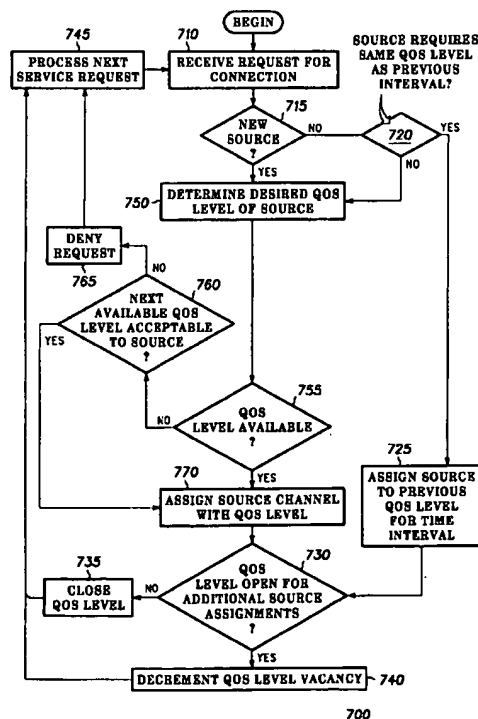 BEGIN
745
PROCESS NEXT
SERVICE REQUEST
710
RECEIVE REQUEST FOR
CONNECTION
SOURCE REQUIRES
SAME QOS LEVEL
AS PREVIOUS
INTERVAL?
715
NEW
SOURCE
?
NO
720
YES
NO
YES
750
DETERMINE DESIRED QOS
LEVEL OF SOURCE
DENY
REQUEST
765
NO
760
NEXT
AVAILABLE QOS
LEVEL ACCEPTABLE
TO SOURCE
?
YES
755
QOS
LEVEL AVAILABLE
?
NO
YES
770
ASSIGN SOURCE CHANNEL
WITH QOS LEVEL
725
ASSIGN SOURCE
TO PREVIOUS
QOS LEVEL
FOR TIME
INTERVAL
730
QOS
LEVEL OPEN FOR
ADDITIONAL SOURCE
ASSIGNMENTS
?
735
CLOSE
QOS LEVEL
NO
YES
DECREMENT QOS LEVEL VACANCY
740
700